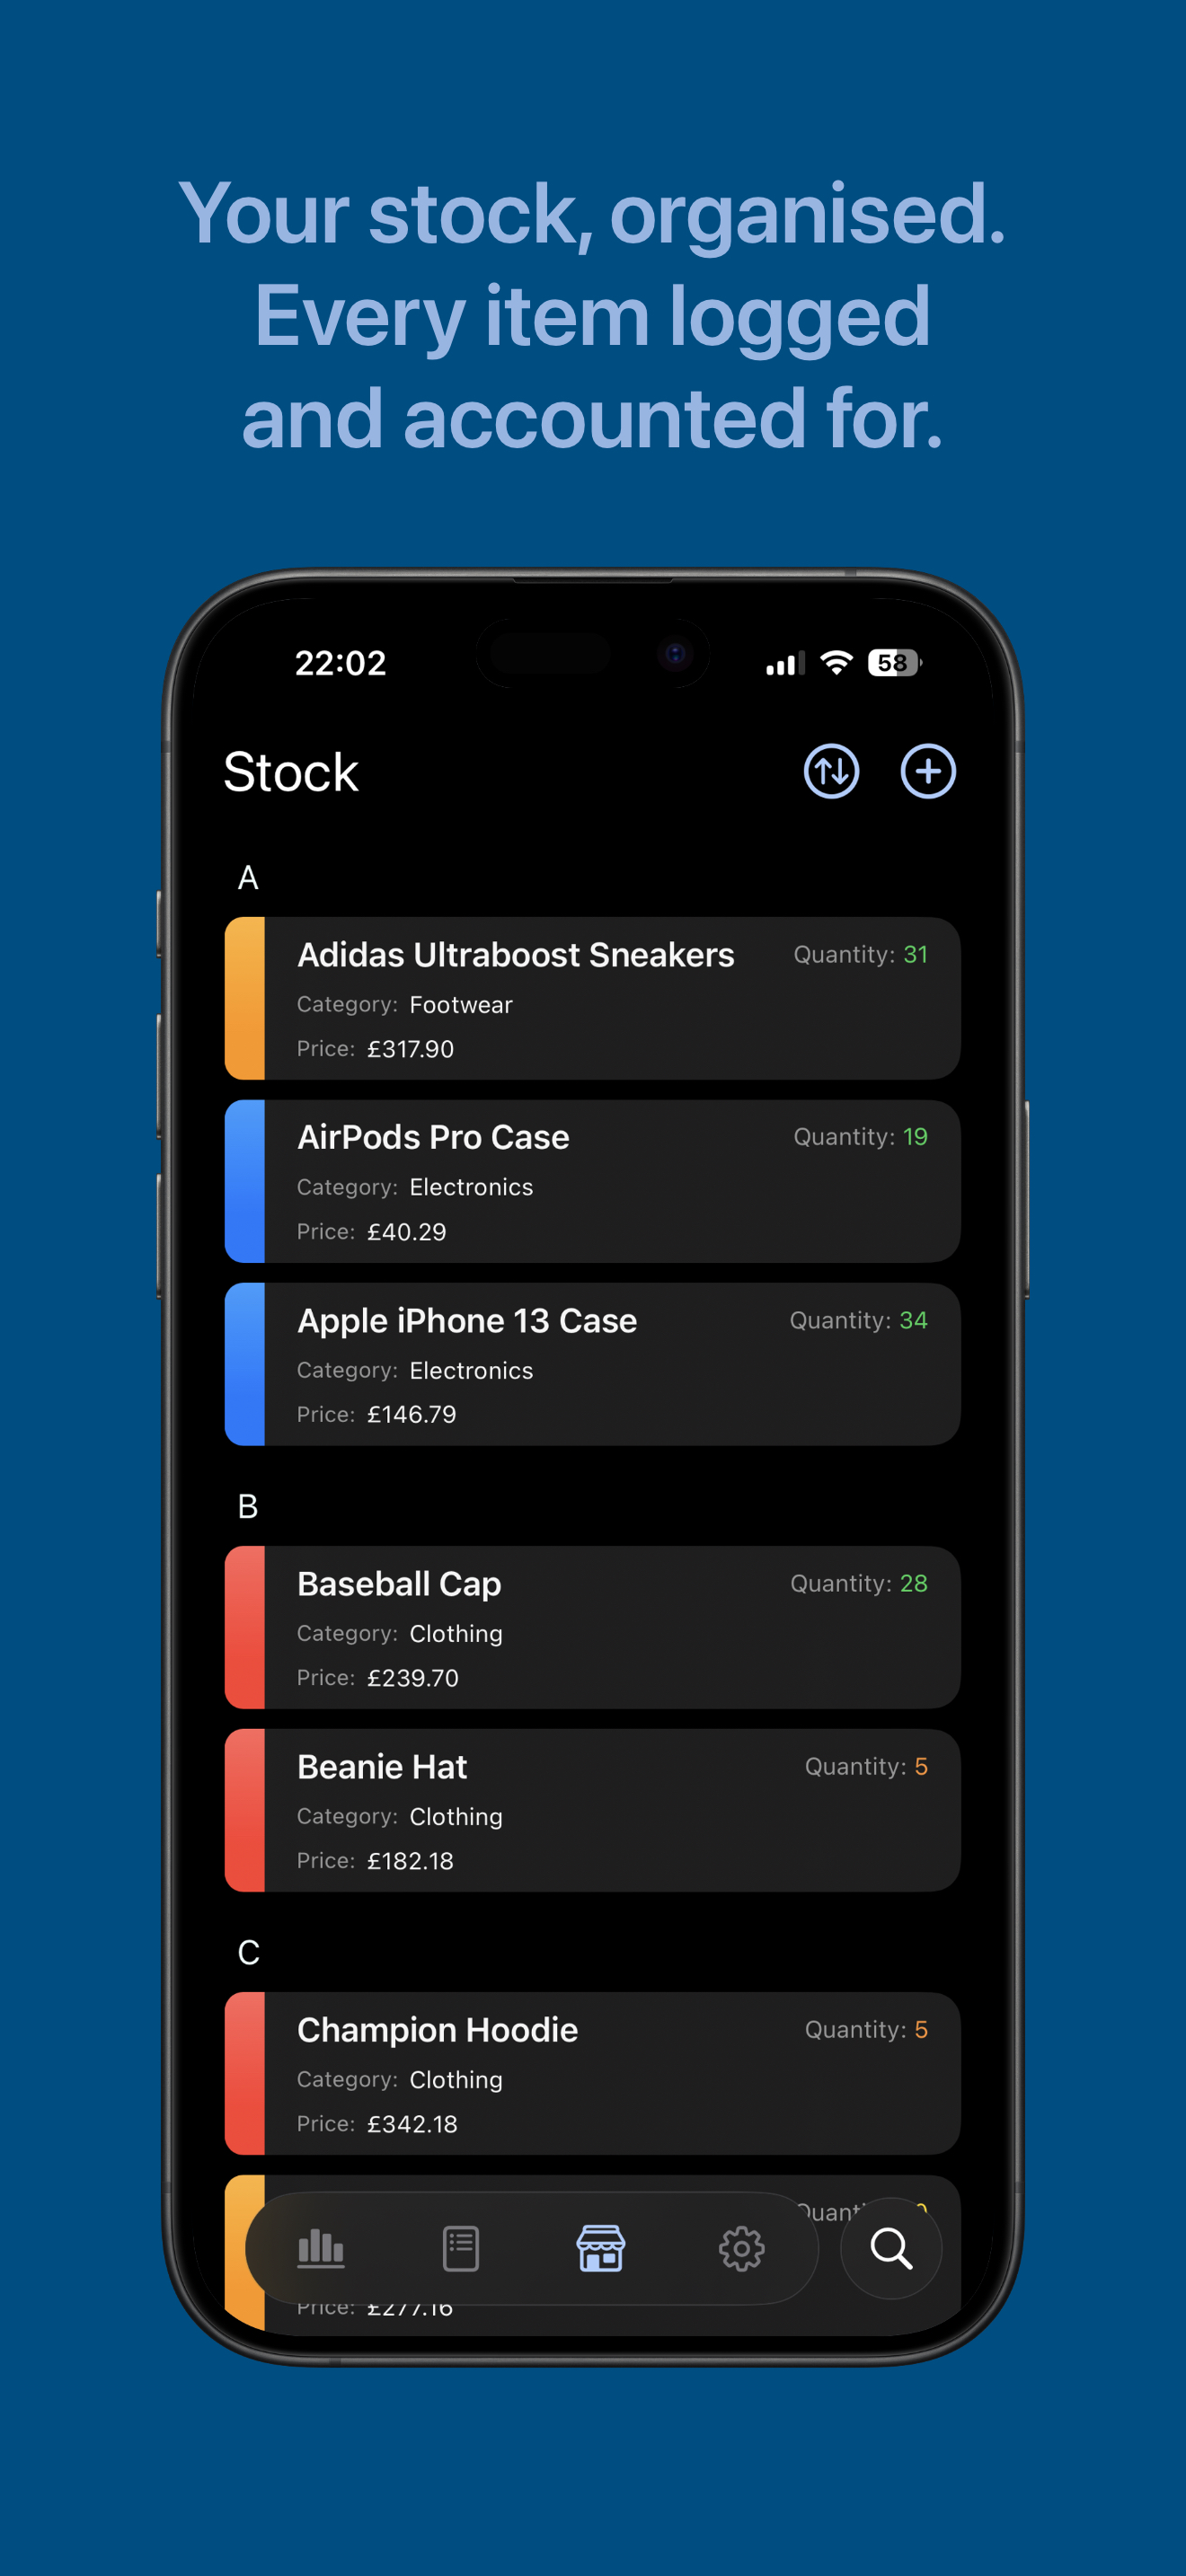 Your stock, organised.
Every item logged
and accounted for.
22:02
58
Stock
A
Adidas Ultraboost Sneakers
Quantity: 31
Category: Footwear
Price: £317.90
AirPods Pro Case
Quantity: 19
Category: Electronics
Price: £40.29
Apple iPhone 13 Case
Quantity: 34
Category: Electronics
Price: £146.79
B
Baseball Cap
Quantity: 28
Category: Clothing
Price: £239.70
Beanie Hat
Quantity: 5
Category: Clothing
Price: £182.18
C
Champion Hoodie
Quantity: 5
Category: Clothing
Price: £342.18
Price: £277.16